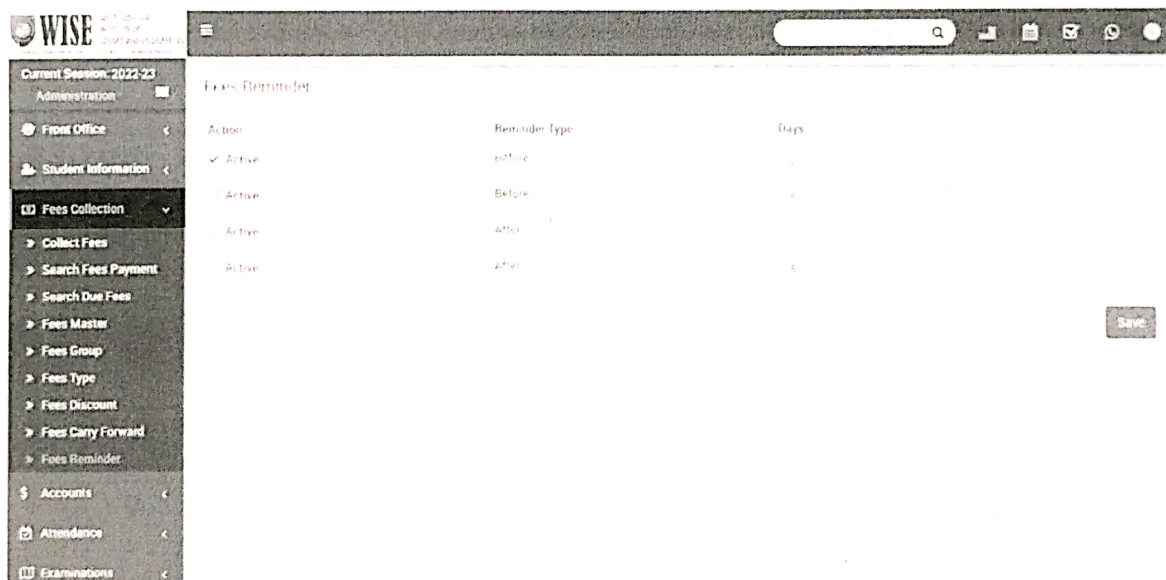 WISE
Current Session: 2022-23
Administration
Front Office
Student Information
Fees Collection
Collect Fees
Search Fees Payment
Search Due Fees
Fees Master
Fees Group
Fees Type
Fees Discount
Fees Carry Forward
Fees Reminder
$ Accounts
Attendance
Examinations
Fees Reminder
Action Reminder Type Days
Active Before
Active Before
Active After
Active After 5
Save